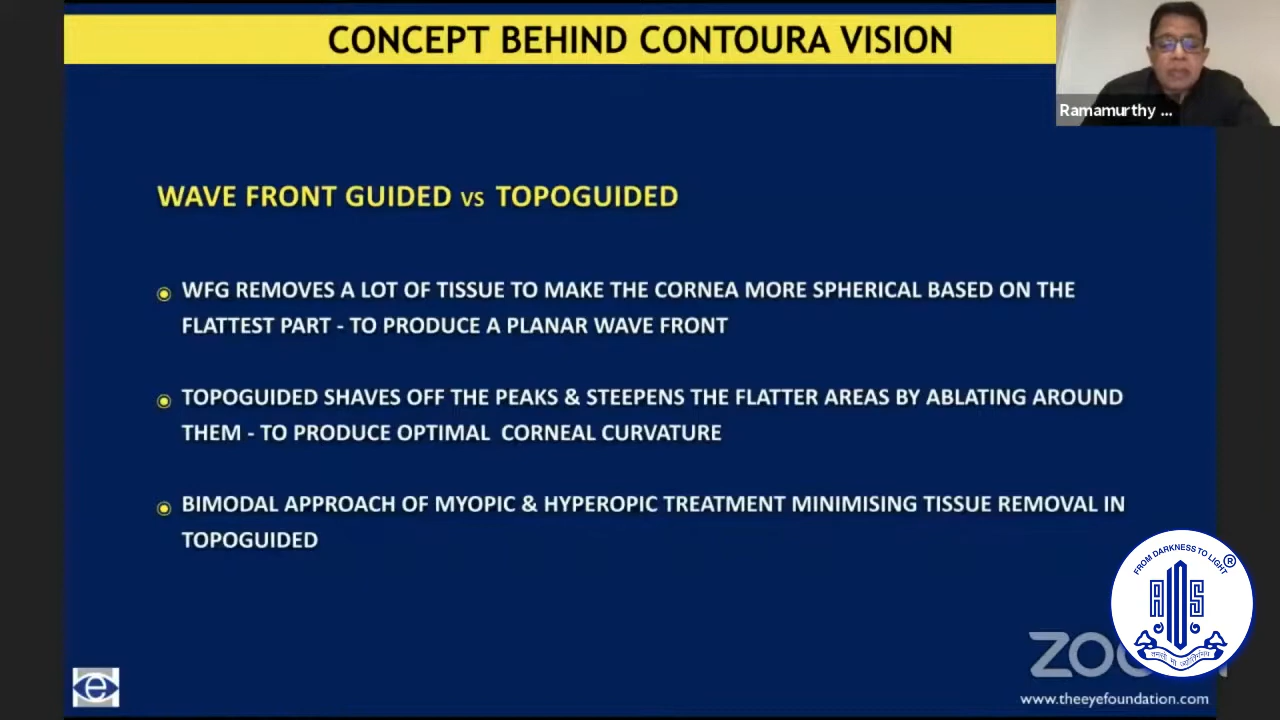 CONCEPT BEHIND CONTOURA VISION
Ramamurthy ...
WAVE FRONT GUIDED vs TOPOGUIDED
WFG REMOVES A LOT OF TISSUE TO MAKE THE CORNEA MORE SPHERICAL BASED ON THE
FLATTEST PART - TO PRODUCE A PLANAR WAVE FRONT
TOPOGUIDED SHAVES OFF THE PEAKS & STEEPENS THE FLATTER AREAS BY ABLATING AROUND
THEM - TO PRODUCE OPTIMAL CORNEAL CURVATURE
BIMODAL APPROACH OF MYOPIC & HYPEROPIC TREATMENT MINIMISING TISSUE REMOVAL IN
TOPOGUIDED
FROM DARKNESS TO LIGHT
®
AIOS
www.theeyefoundation.com